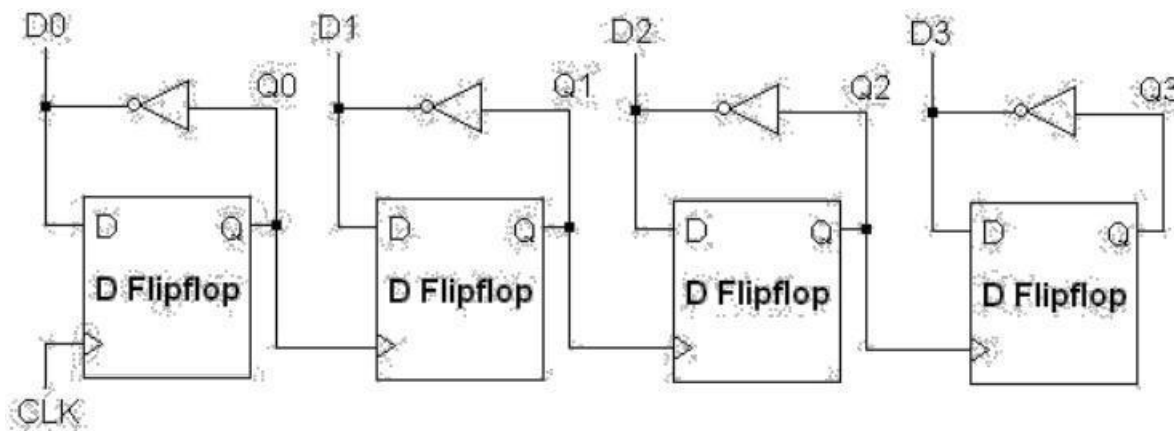 D0 D1 D2 D3
Q0 Q1 Q2 Q3
D Q D Q D Q D Q
D Flipflop D Flipflop D Flipflop D Flipflop
CLK